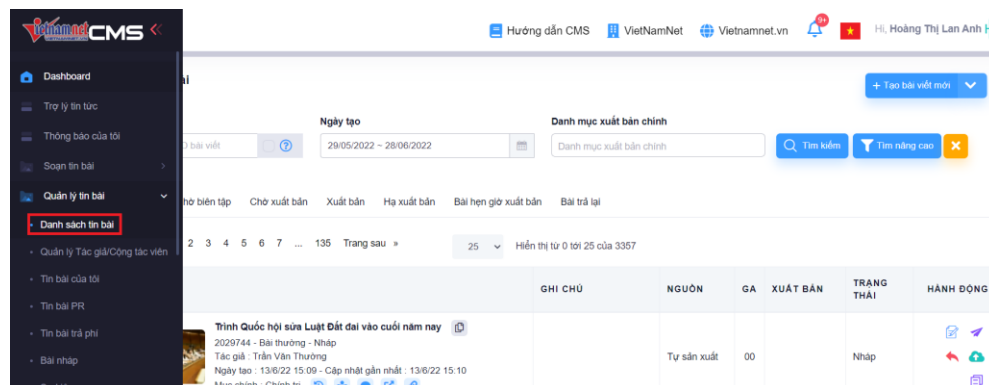 vietnamnet CMS
Hướng dẫn CMS
VietNamNet
Vietnamnet.vn
9+
Hi, Hoàng Thị Lan Anh H
Dashboard
Trợ lý tin tức
Thông báo của tôi
Soạn tin bài
Quản lý tin bài
Danh sách tin bài
Quản lý Tác giả/Cộng tác viên
Tin bài của tôi
Tin bài PR
Tin bài trả phí
Bài nháp
ài
+ Tạo bài viết mới
Ngày tạo
Danh mục xuất bản chính
D bài viết
29/05/2022 ~ 28/06/2022
Danh mục xuất bản chính
Tìm kiếm
Tìm nâng cao
hờ biên tập Chờ xuất bản Xuất bản Hạ xuất bản Bài hẹn giờ xuất bản Bài trả lại
2 3 4 5 6 7 ... 135 Trang sau »
25
Hiển thị từ 0 tới 25 của 3357
GHI CHÚ NGUỒN GA XUẤT BẢN TRẠNG THÁI HÀNH ĐỘNG
Trình Quốc hội sửa Luật Đất đai vào cuối năm nay
2029744 - Bài thường - Nháp
Tác giả : Trần Văn Thường
Ngày tạo : 13/6/22 15:09 - Cập nhật gần nhất : 13/6/22 15:10
Mục chính : Chính trị
Tự sản xuất 00 Nháp